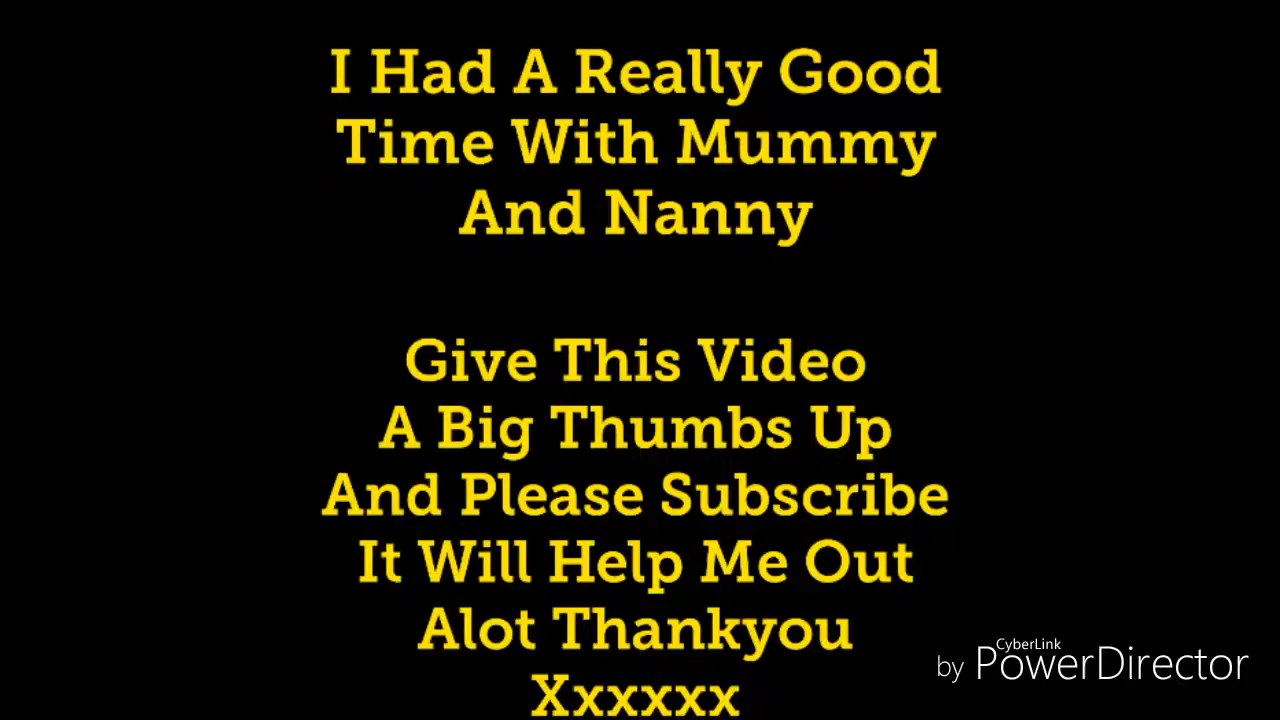 I Had A Really Good
Time With Mummy
And Nanny
Give This Video
A Big Thumbs Up
And Please Subscribe
It Will Help Me Out
Alot Thankyou
Xxxxxx
CyberLink
by PowerDirector